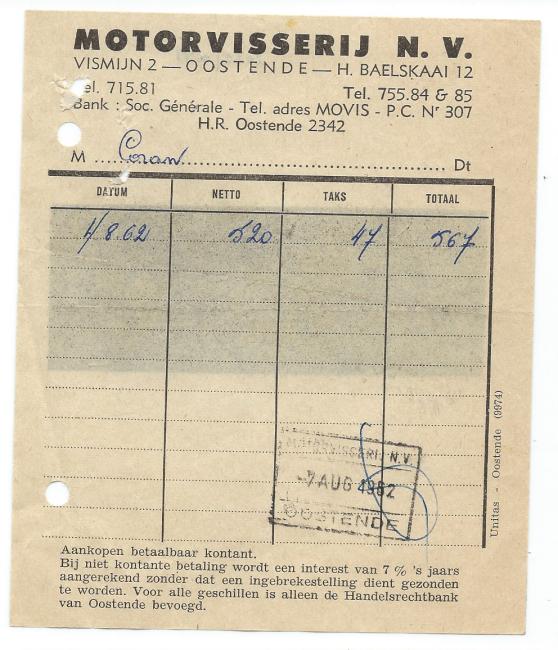 MOTORVISSERIJ N. V.
VISMIJN 2 — OOSTENDE — H. BAELSKAAI 12
el. 715.81 Tel. 755.84 & 85
Bank : Soc. Générale - Tel. adres MOVIS - P.C. Nr 307
H.R. Oostende 2342
M .... Coran .... Dt
DATUM NETTO TAKS TOTAAL
1/8.62 520 47 567
MOTORVISSERIJ N.V.
-7 AUG 1962
OOSTENDE
Unitas - Oostende (9974)
Aankopen betaalbaar kontant.
Bij niet kontante betaling wordt een interest van 7 % 's jaars
aangerekend zonder dat een ingebrekestelling dient gezonden
te worden. Voor alle geschillen is alleen de Handelsrechtbank
van Oostende bevoegd.